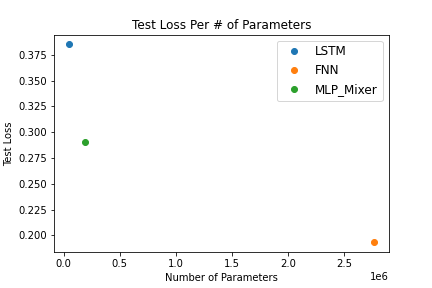 Test Loss Per # of Parameters
LSTM
FNN
MLP_Mixer
0.375
0.350
0.325
0.300
0.275
0.250
0.225
0.200
Test Loss
0.0
0.5
1.0
1.5
2.0
2.5
1e6
Number of Parameters